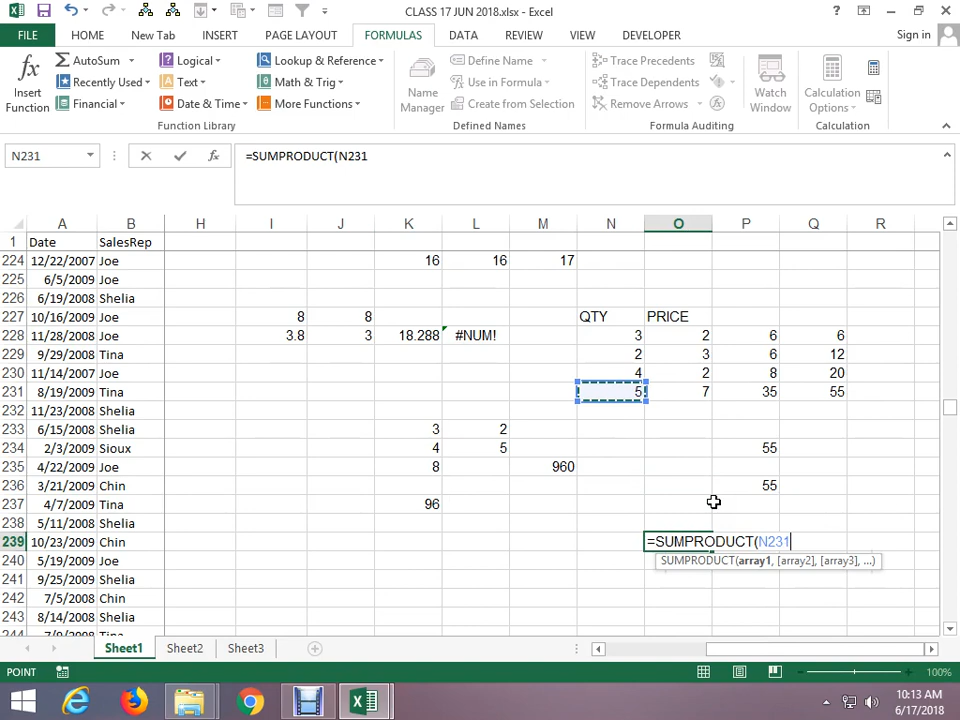 CLASS 17 JUN 2018.xlsx - Excel
FILE HOME New Tab INSERT PAGE LAYOUT FORMULAS DATA REVIEW VIEW DEVELOPER Sign in
Insert Function
AutoSum
Recently Used
Financial
Logical
Text
Date & Time
Lookup & Reference
Math & Trig
More Functions
Function Library
Name Manager
Define Name
Use in Formula
Create from Selection
Defined Names
Trace Precedents
Trace Dependents
Remove Arrows
Formula Auditing
Watch Window
Calculation Options
Calculation
N231 fx =SUMPRODUCT(N231
A B H I J K L M N O P Q R
1 Date SalesRep
224 12/22/2007 Joe 16 16 17
225 6/5/2009 Joe
226 6/19/2008 Shelia
227 10/16/2009 Joe 8 8 QTY PRICE
228 11/28/2008 Joe 3.8 3 18.288 #NUM! 3 2 6 6
229 9/29/2008 Tina 2 3 6 12
230 11/14/2007 Joe 4 2 8 20
231 8/19/2009 Tina 5 7 35 55
232 11/23/2008 Shelia
233 6/15/2008 Shelia 3 2
234 2/3/2009 Sioux 4 5 55
235 4/22/2009 Joe 8 960
236 3/21/2009 Chin 55
237 4/7/2009 Tina 96
238 5/11/2008 Shelia
239 10/23/2009 Chin =SUMPRODUCT(N231
240 5/19/2009 Joe SUMPRODUCT(array1, [array2], [array3], ...)
241 9/25/2009 Shelia
242 7/5/2008 Chin
243 8/14/2008 Shelia
244 7/9/2008 Tina
Sheet1 Sheet2 Sheet3
POINT 100%
10:13 AM
6/17/2018